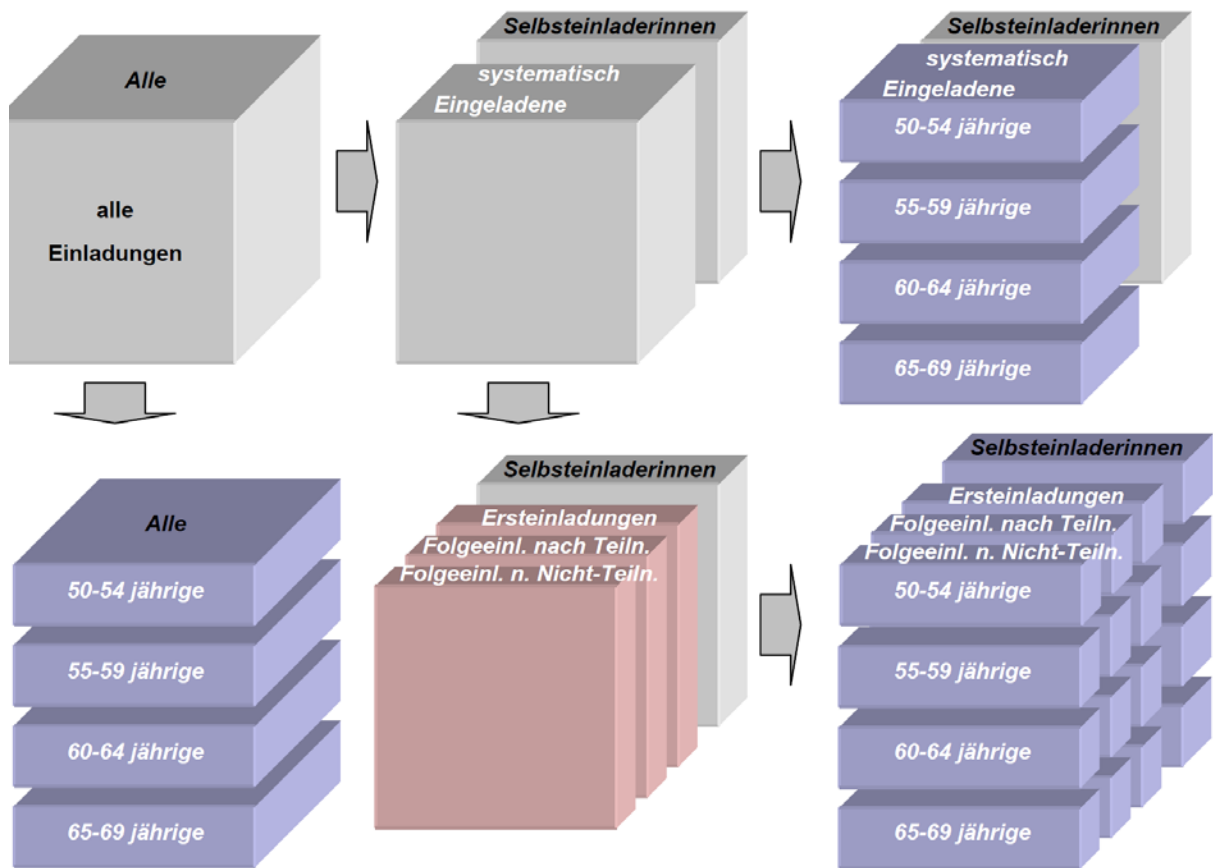 Alle
alle
Einladungen
Selbsteinladerinnen
systematisch
Eingeladene
Selbsteinladerinnen
systematisch
Eingeladene
50-54 jährige
55-59 jährige
60-64 jährige
65-69 jährige
Alle
50-54 jährige
55-59 jährige
60-64 jährige
65-69 jährige
Selbsteinladerinnen
Ersteinladungen
Folgeeinl. nach Teiln.
Folgeeinl. n. Nicht-Teiln.
Selbsteinladerinnen
Ersteinladungen
Folgeeinl. nach Teiln.
Folgeeinl. n. Nicht-Teiln.
50-54 jährige
55-59 jährige
60-64 jährige
65-69 jährige